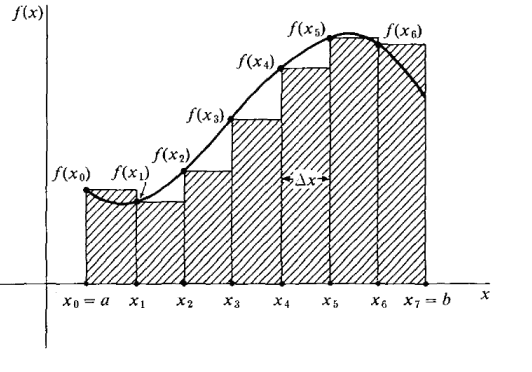 f(x)
f(x₅)
f(x₆)
f(x₄)
f(x₃)
f(x₂)
f(x₀)
f(x₁)
Δx
x₀ = a x₁ x₂ x₃ x₄ x₅ x₆ x₇ = b x